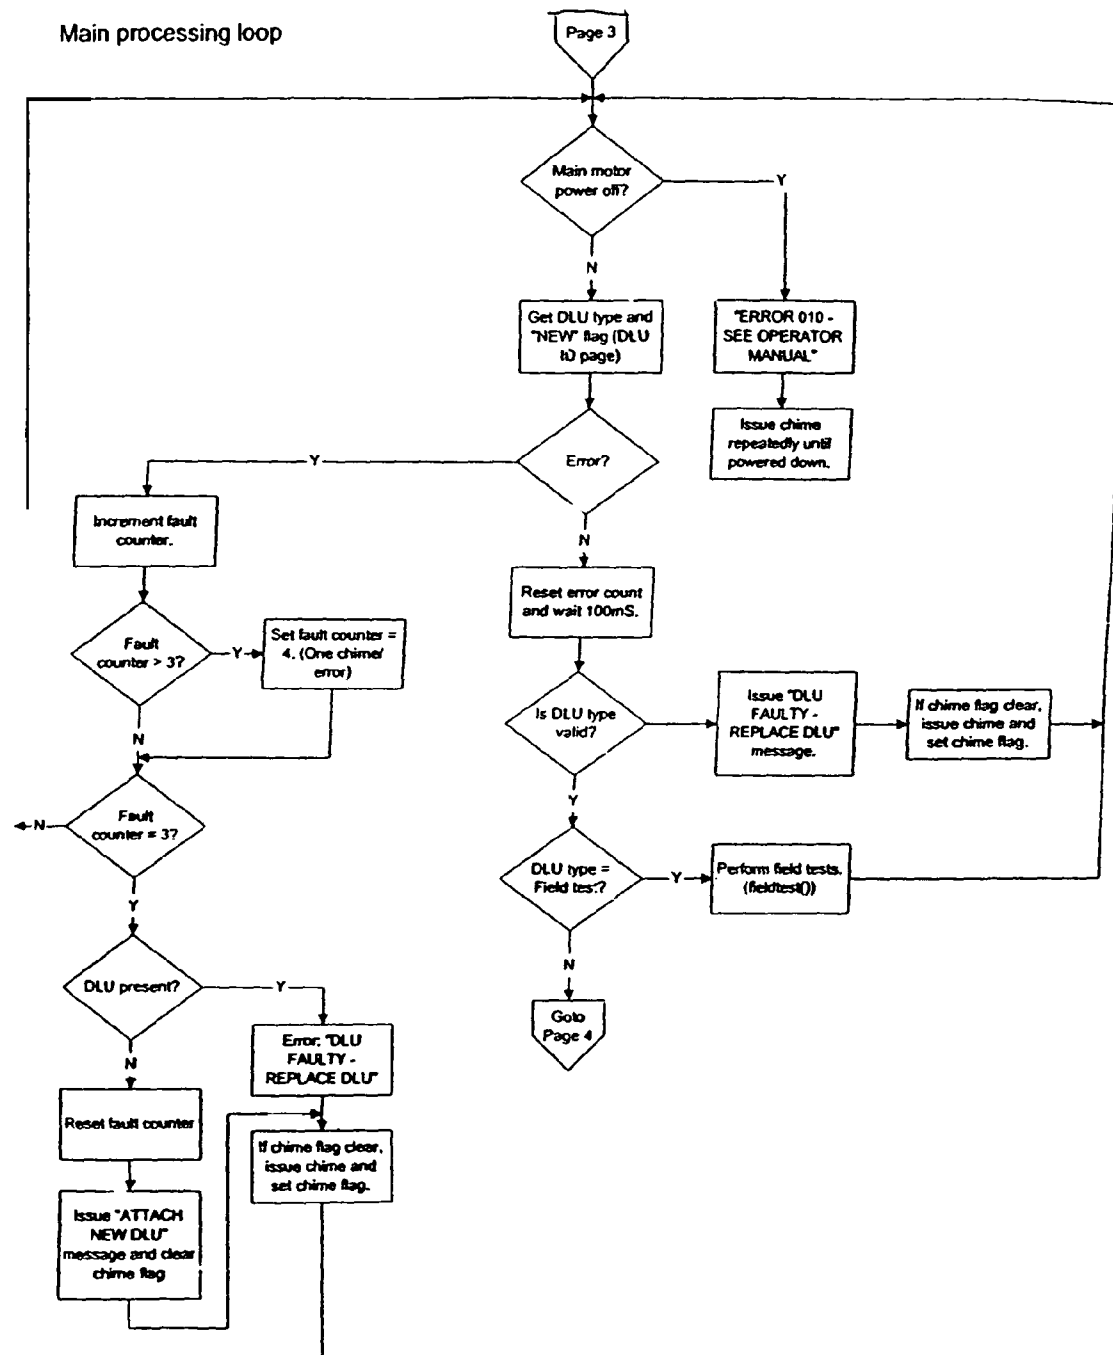 Main processing loop
Page 3
Main motor
power off?
Y
N
Get DLU type and
"NEW" flag (DLU
ID page)
"ERROR 010 -
SEE OPERATOR
MANUAL"
Issue chime
repeatedly until
powered down.
Error?
Y
N
Increment fault
counter.
Reset error count
and wait 100mS.
Fault
counter > 3?
Y
Set fault counter =
4. (One chime/
error)
N
Is DLU type
valid?
Issue "DLU
FAULTY -
REPLACE DLU"
message.
If chime flag clear,
issue chime and
set chime flag.
Y
Fault
counter = 3?
N
Y
DLU type =
Field test?
Y
Perform field tests.
(fieldtest())
N
Goto
Page 4
DLU present?
Y
N
Error: "DLU
FAULTY -
REPLACE DLU"
Reset fault counter
If chime flag clear,
issue chime and
set chime flag.
Issue "ATTACH
NEW DLU"
message and clear
chime flag